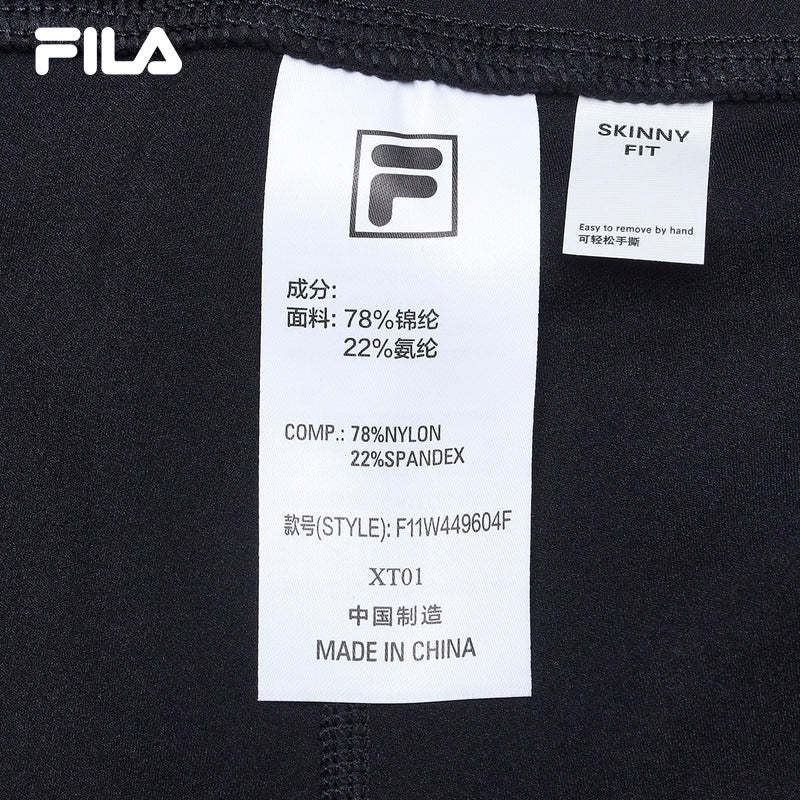 FILA
SKINNY
FIT
Easy to remove by hand
可轻松手撕
成分:
面料: 78%锦纶
22%氨纶
COMP.: 78%NYLON
22%SPANDEX
款号(STYLE): F11W449604F
XT01
中国制造
MADE IN CHINA